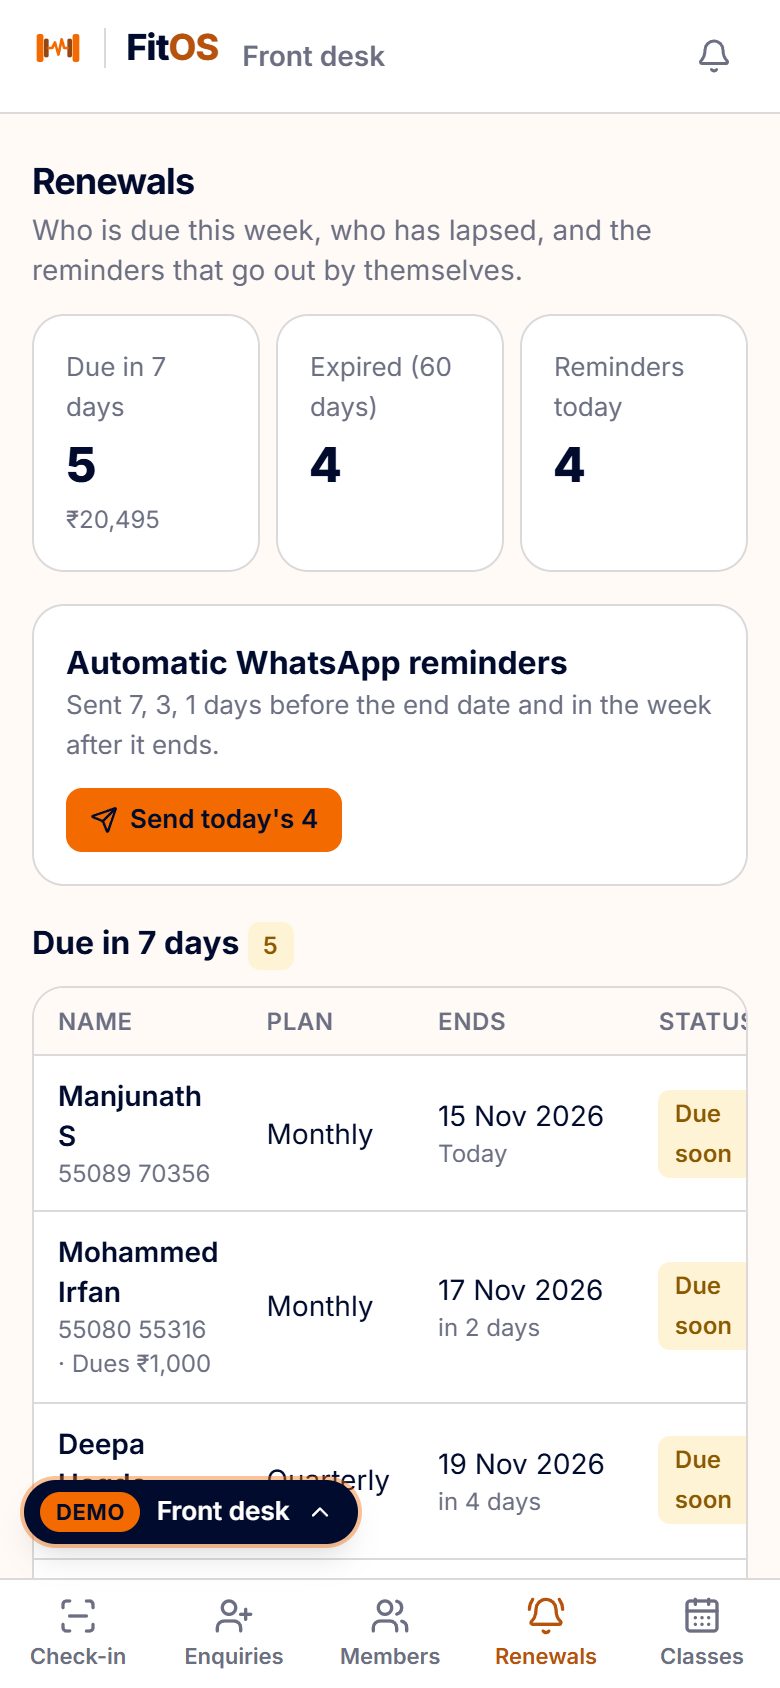 FitOS Front desk
Renewals
Who is due this week, who has lapsed, and the
reminders that go out by themselves.
Due in 7
days
5
₹20,495
Expired (60
days)
4
Reminders
today
4
Automatic WhatsApp reminders
Sent 7, 3, 1 days before the end date and in the week
after it ends.
Send today's 4
Due in 7 days 5
NAME PLAN ENDS STATUS
Manjunath
S
55089 70356
Monthly
15 Nov 2026
Today
Due
soon
Mohammed
Irfan
55080 55316
· Dues ₹1,000
Monthly
17 Nov 2026
in 2 days
Due
soon
Deepa
Quarterly
19 Nov 2026
in 4 days
Due
soon
DEMO Front desk
Check-in Enquiries Members Renewals Classes